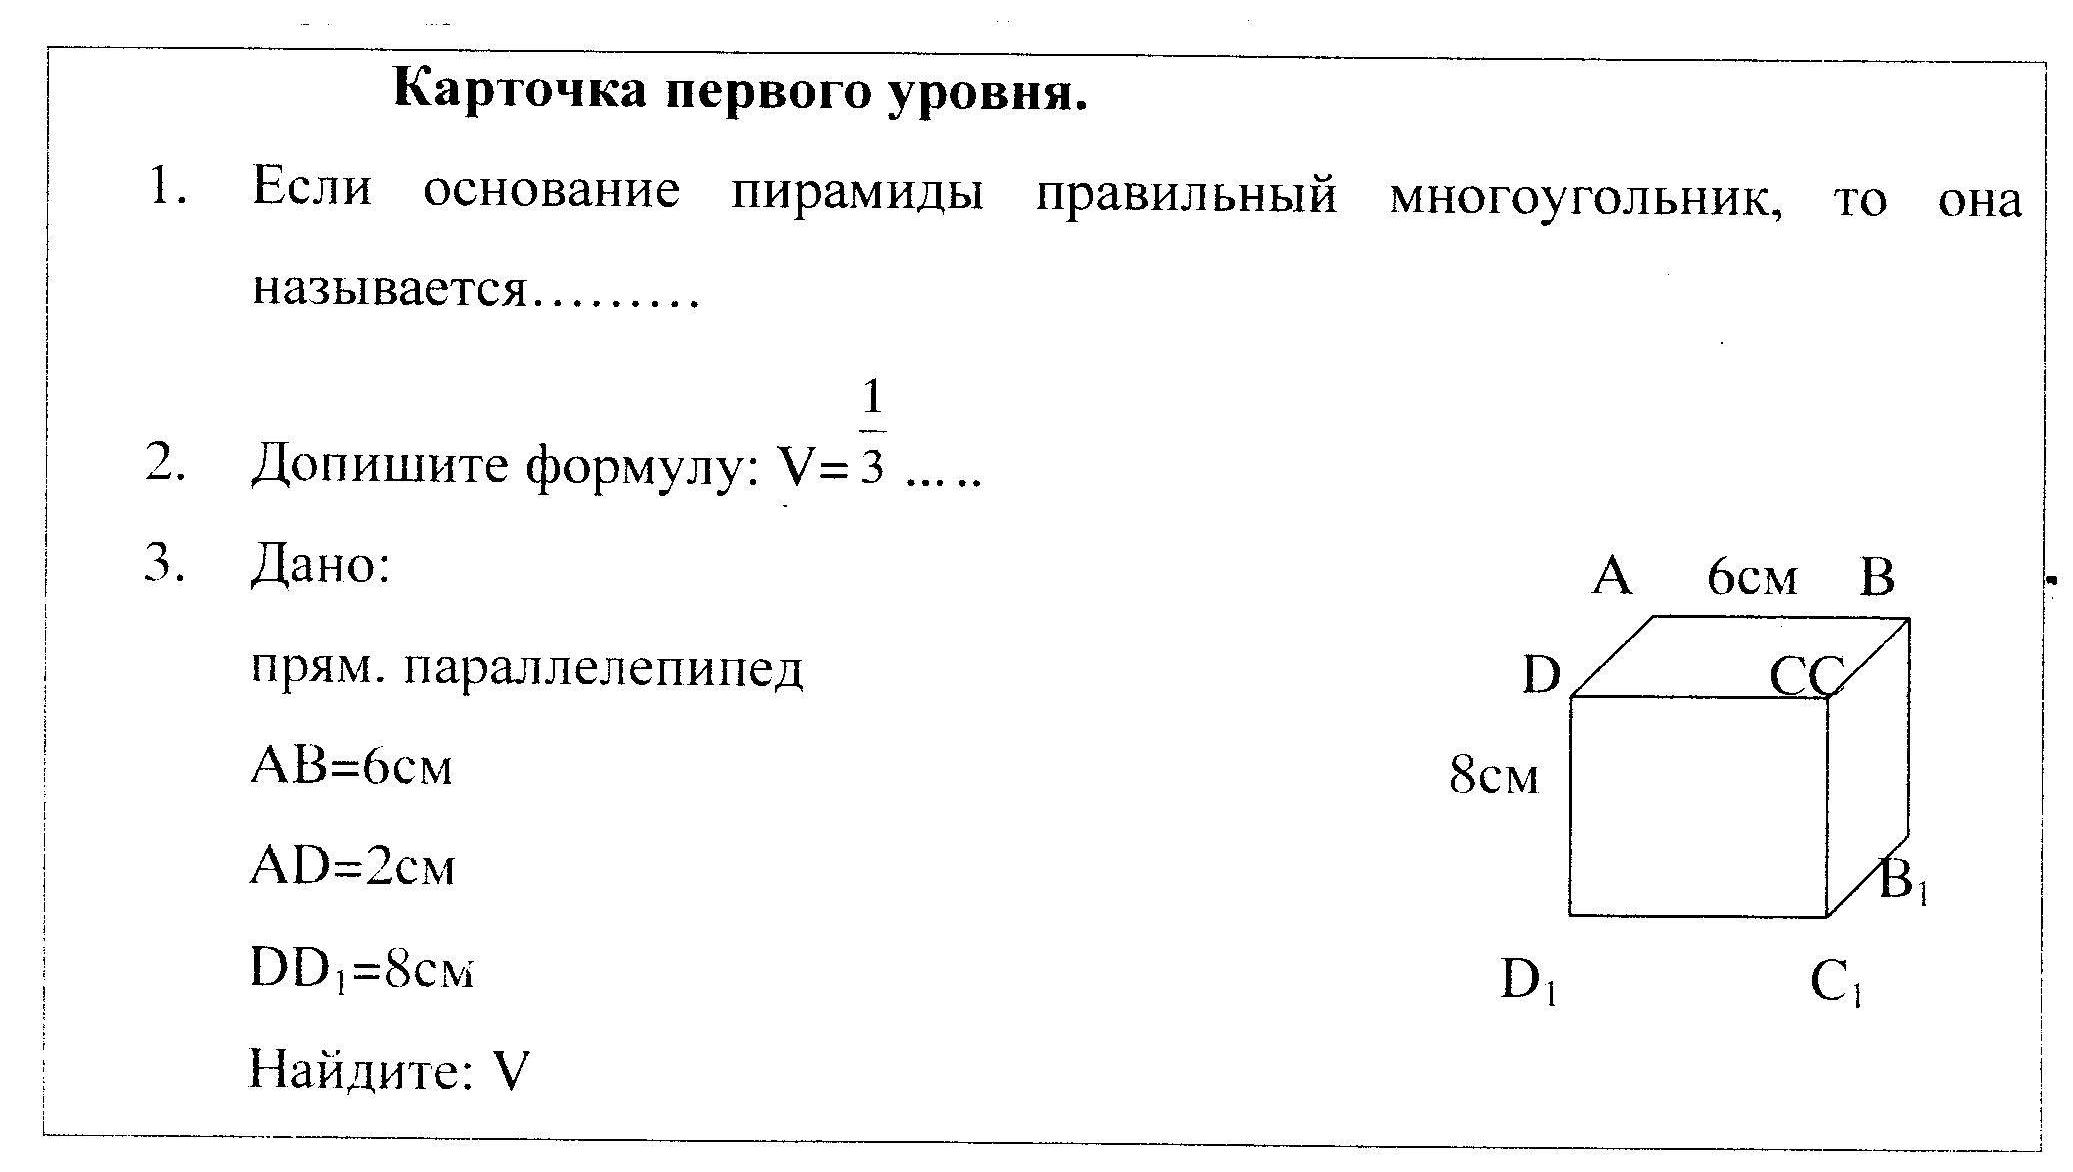 Карточка первого уровня.
1. Если основание пирамиды правильный многоугольник, то она
называется.........
2. Допишите формулу: V= 1/3 .....
3. Дано:
прям. параллелепипед
AB=6см
AD=2см
DD₁=8см
Найдите: V
A 6см B
D CC
8см
B₁
D₁ C₁